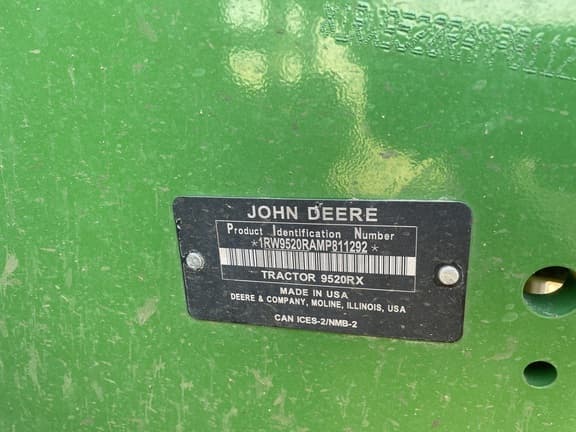 JOHN DEERE
Product Identification Number
*1RW9520RAMP811292*
TRACTOR 9520RX
MADE IN USA
DEERE & COMPANY, MOLINE, ILLINOIS, USA
CAN ICES-2/NMB-2